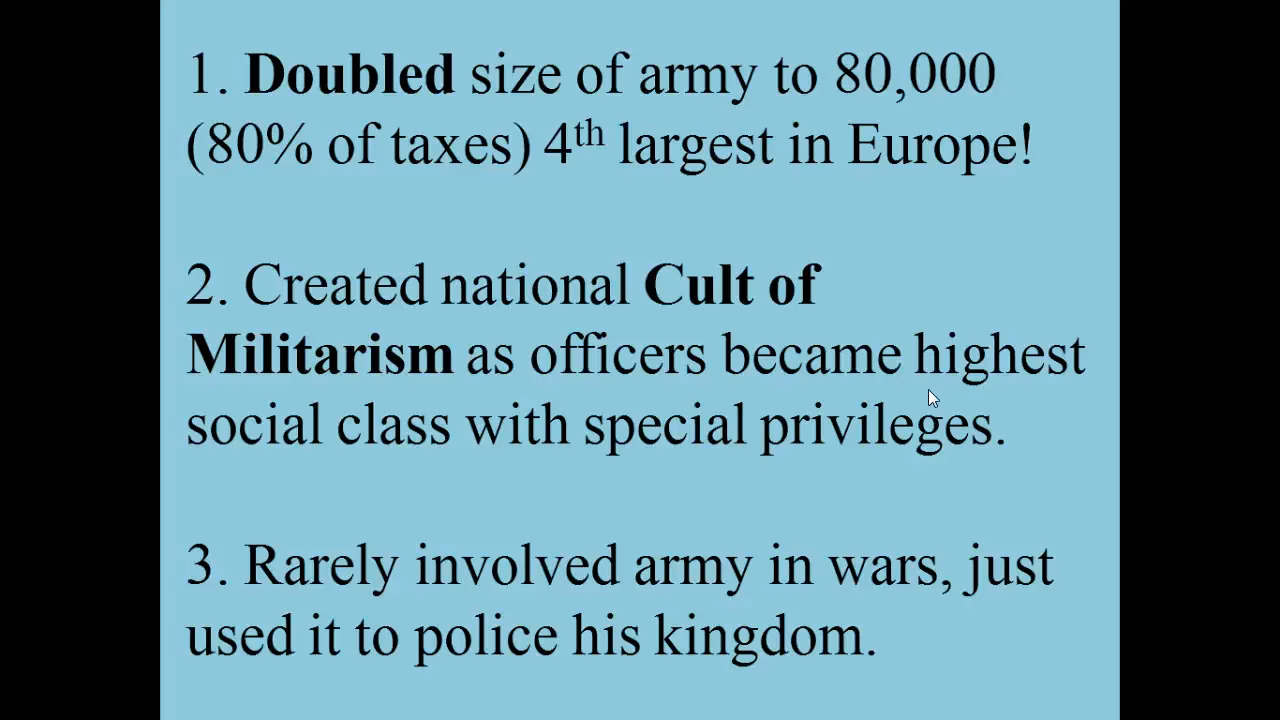 1. Doubled size of army to 80,000
(80% of taxes) 4th largest in Europe!
2. Created national Cult of
Militarism as officers became highest
social class with special privileges.
3. Rarely involved army in wars, just
used it to police his kingdom.